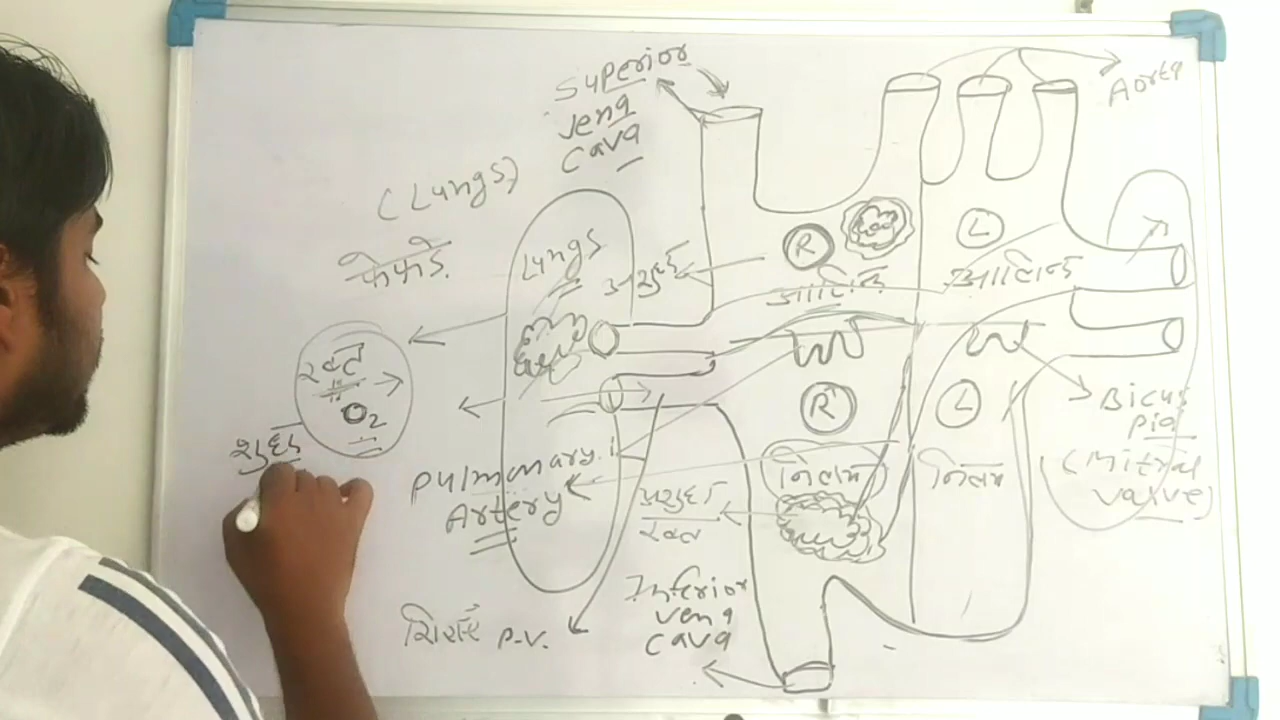 Superior
Vena
Cava
Aorta
(Lungs)
फेफड़े.
Lungs
R
L
अशुद्ध
आलिन्द
आलिन्द
रक्त
O2
शुद्ध
R
L
Bicus
Pid
(Mitral
valve)
Pulmonary
Artery
निलय
निलय
अशुद्ध
रक्त
Inferior
Vena
Cava
शिराएँ P.V.